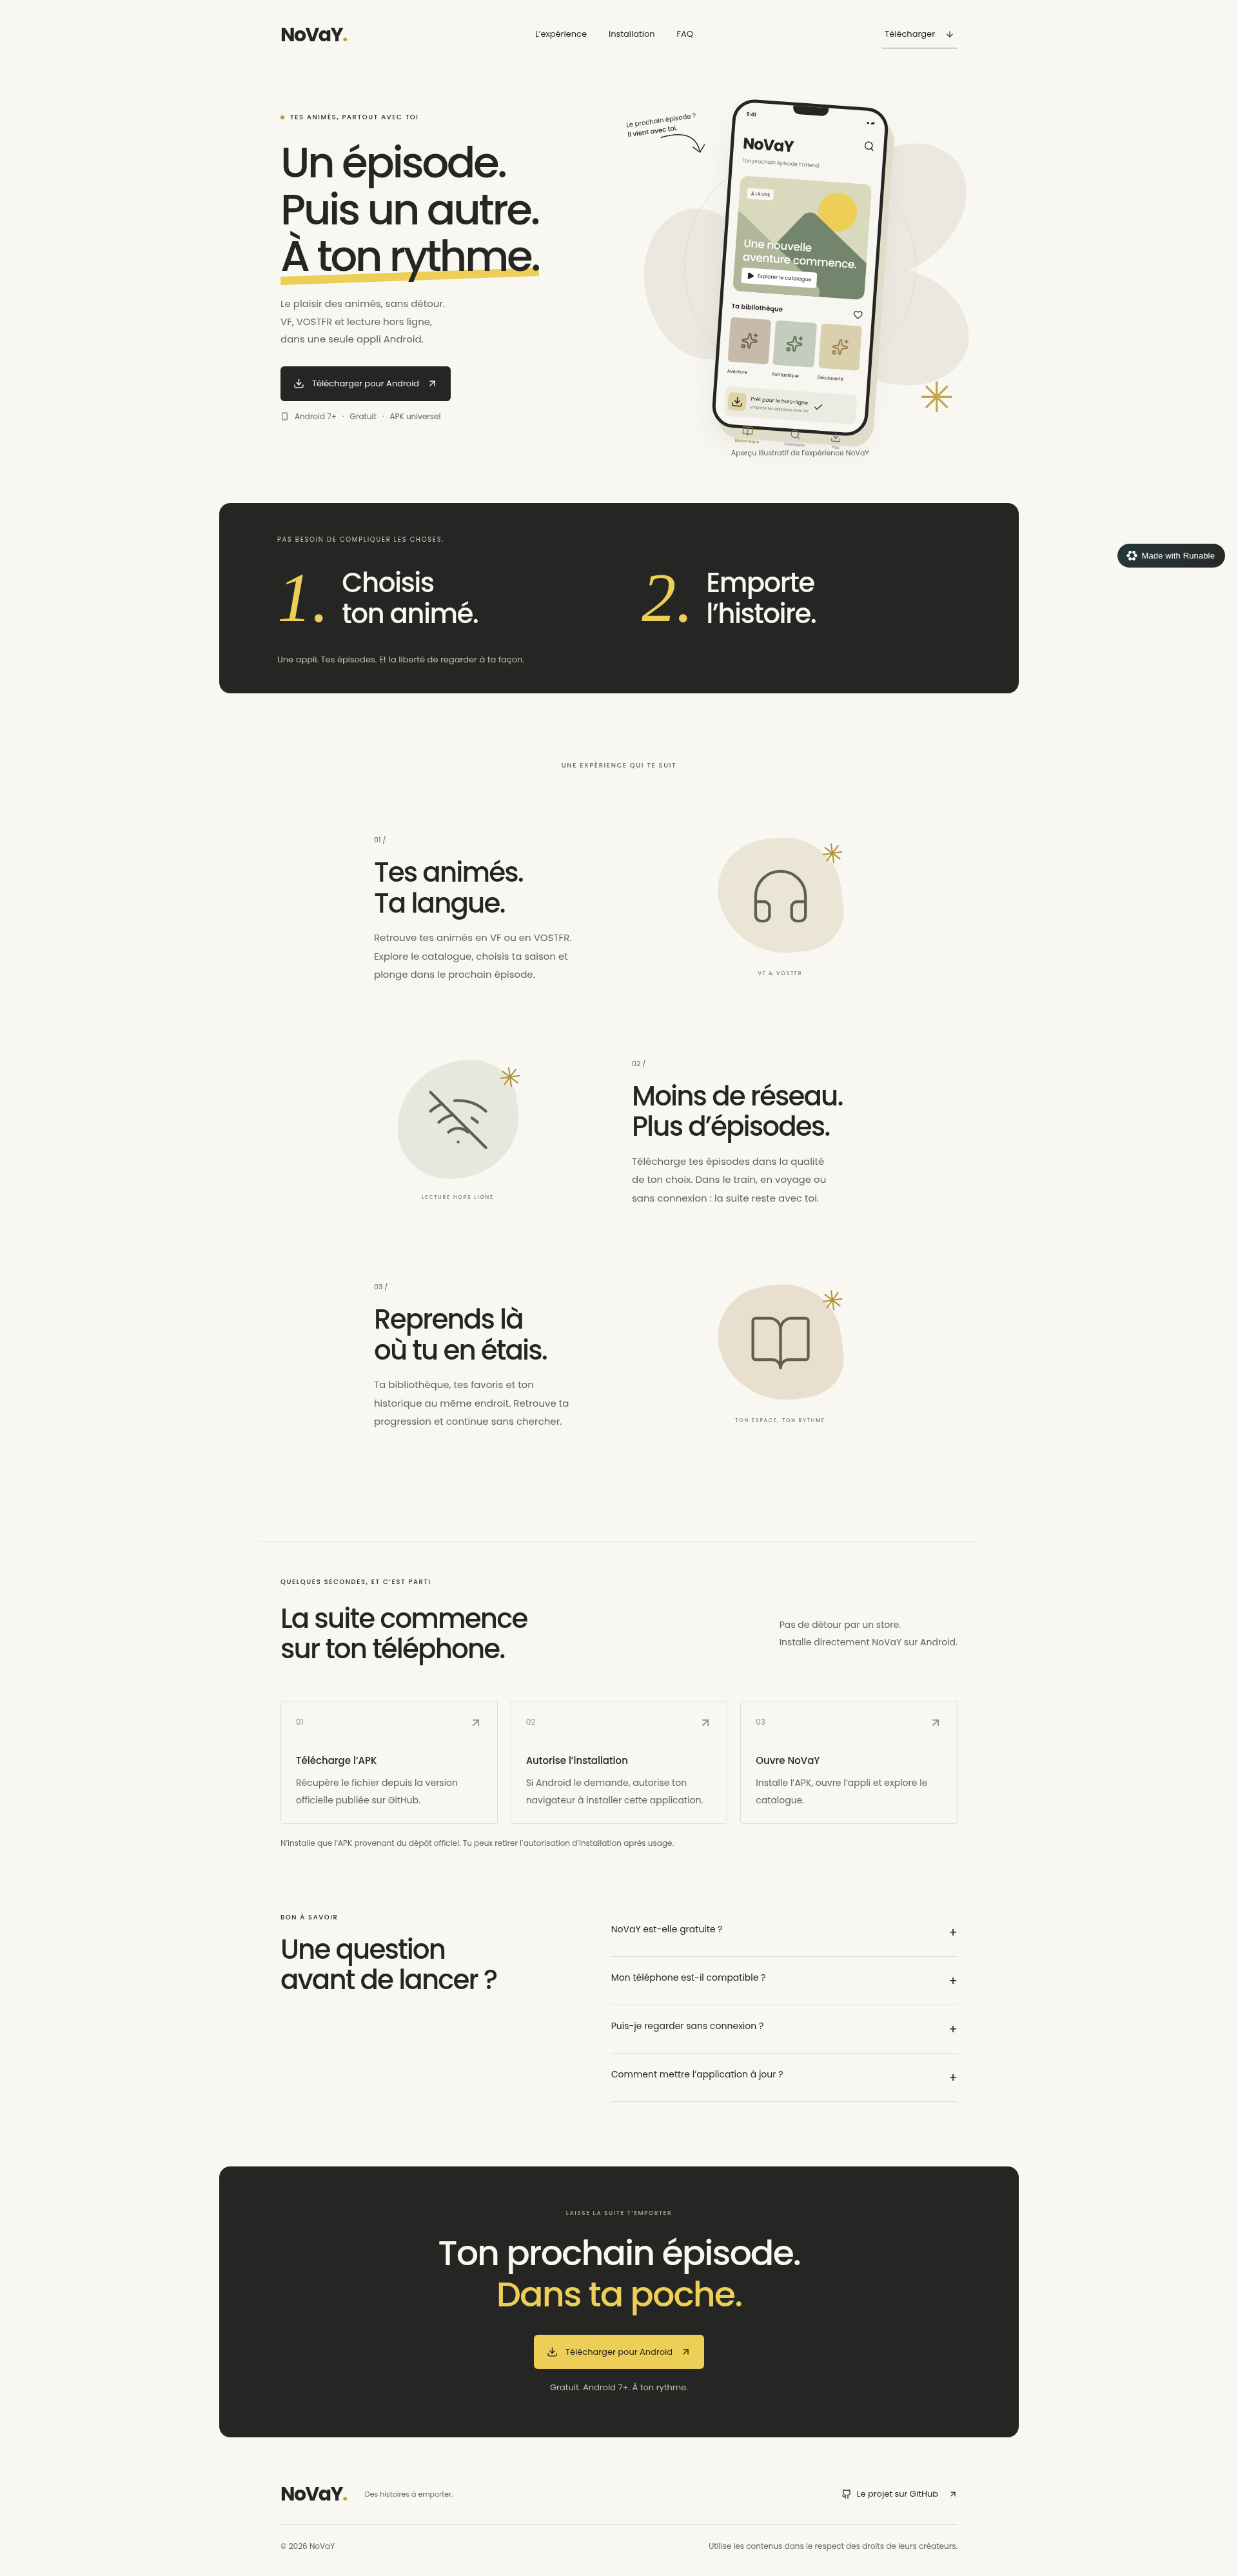 NoVaY.
L’expérience
Installation
FAQ
Télécharger
TES ANIMÉS, PARTOUT AVEC TOI
Un épisode.
Puis un autre.
À ton rythme.
Le plaisir des animés, sans détour.
VF, VOSTFR et lecture hors ligne,
dans une seule appli Android.
Télécharger pour Android
Android 7+ · Gratuit · APK universel
Le prochain épisode ?
Il vient avec toi.
9:41
NoVaY
Ton prochain épisode t’attend.
À LA UNE
Une nouvelle
aventure commence.
Explorer le catalogue
Ta bibliothèque
Aventure
Fantastique
Découverte
Prêt pour le hors-ligne
Emporte tes épisodes avec toi
Bibliothèque
Catalogue
Plus
Aperçu illustratif de l’expérience NoVaY
PAS BESOIN DE COMPLIQUER LES CHOSES.
1.
Choisis
ton animé.
2.
Emporte
l’histoire.
Une appli. Tes épisodes. Et la liberté de regarder à ta façon.
Made with Runable
UNE EXPÉRIENCE QUI TE SUIT
01 /
Tes animés.
Ta langue.
Retrouve tes animés en VF ou en VOSTFR.
Explore le catalogue, choisis ta saison et
plonge dans le prochain épisode.
VF & VOSTFR
02 /
Moins de réseau.
Plus d’épisodes.
Télécharge tes épisodes dans la qualité
de ton choix. Dans le train, en voyage ou
sans connexion : la suite reste avec toi.
LECTURE HORS LIGNE
03 /
Reprends là
où tu en étais.
Ta bibliothèque, tes favoris et ton
historique au même endroit. Retrouve ta
progression et continue sans chercher.
TON ESPACE, TON RYTHME
QUELQUES SECONDES, ET C’EST PARTI
La suite commence
sur ton téléphone.
Pas de détour par un store.
Installe directement NoVaY sur Android.
01
Télécharge l’APK
Récupère le fichier depuis la version
officielle publiée sur GitHub.
02
Autorise l’installation
Si Android le demande, autorise ton
navigateur à installer cette application.
03
Ouvre NoVaY
Installe l’APK, ouvre l’appli et explore le
catalogue.
N’installe que l’APK provenant du dépôt officiel. Tu peux retirer l’autorisation d’installation après usage.
BON À SAVOIR
Une question
avant de lancer ?
NoVaY est-elle gratuite ?
+
Mon téléphone est-il compatible ?
+
Puis-je regarder sans connexion ?
+
Comment mettre l’application à jour ?
+
LAISSE LA SUITE T’EMPORTER
Ton prochain épisode.
Dans ta poche.
Télécharger pour Android
Gratuit. Android 7+. À ton rythme.
NoVaY.
Des histoires à emporter.
Le projet sur GitHub
© 2026 NoVaY
Utilise les contenus dans le respect des droits de leurs créateurs.